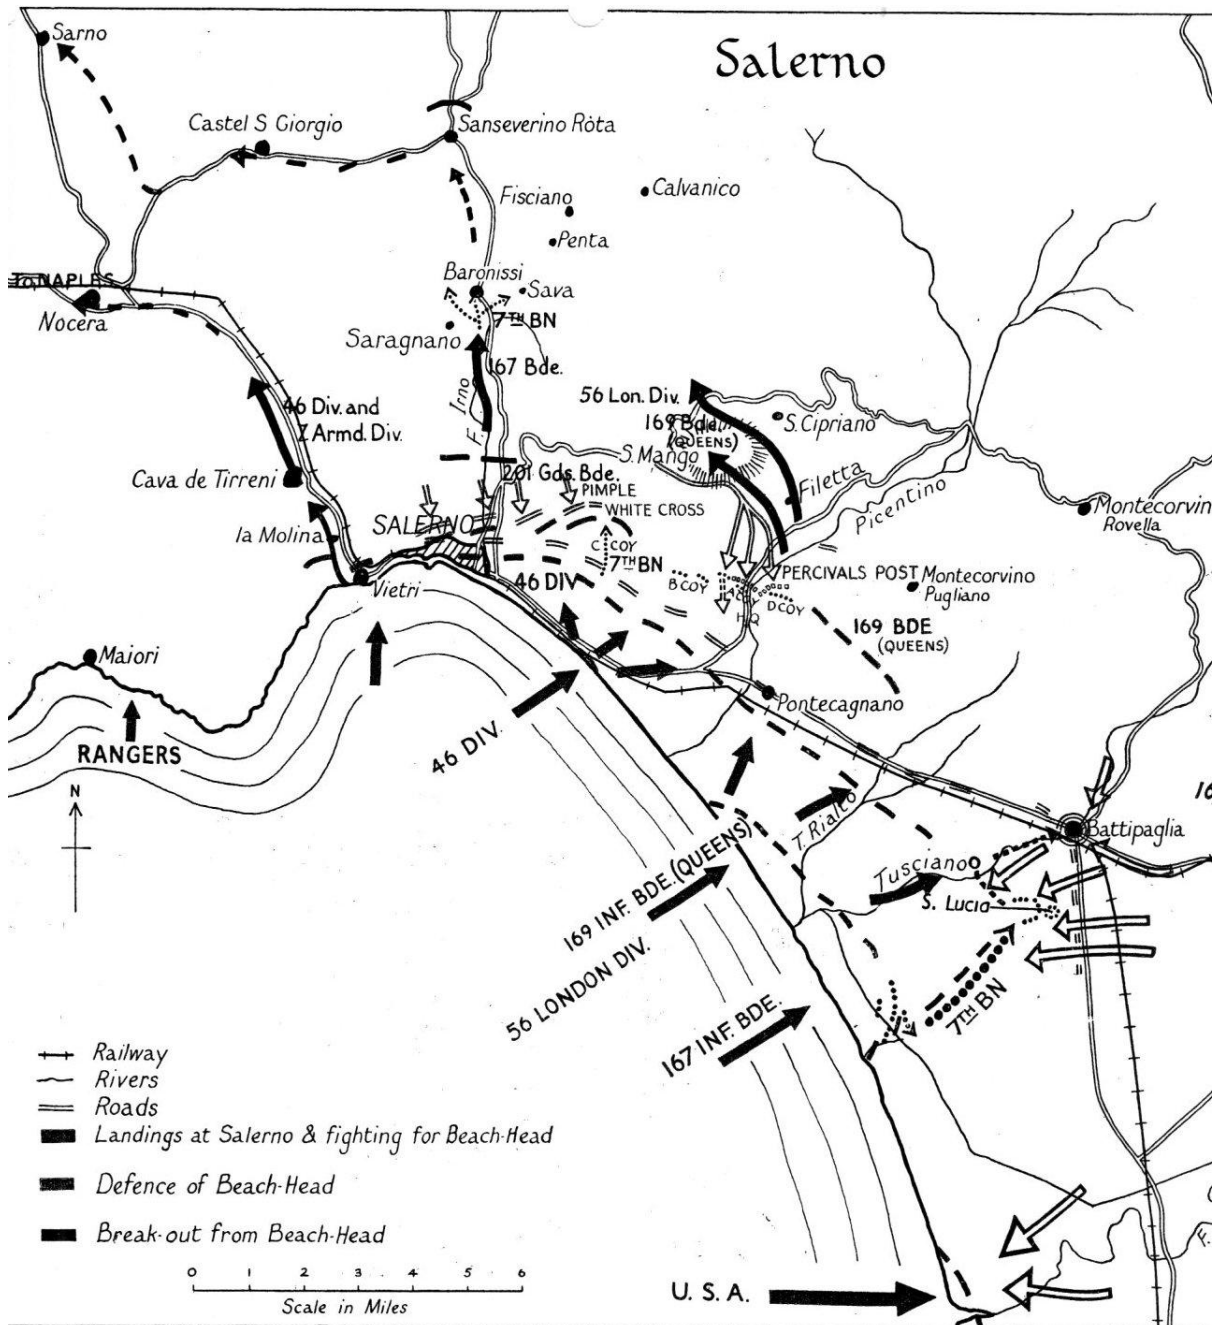 Salerno
Sarno
Castel S Giorgio
Sanseverino Ròta
Fisciano
Calvanico
Penta
To NAPLES
Baronissi
Sava
7TH BN
Nocera
Saragnano
167 Bde.
F. Irno
46 Div. and
7 Armd. Div.
56 Lon. Div.
169 Bde.
(QUEENS)
S. Cipriano
S. Mango
Cava de Tirreni
201 Gds. Bde.
Filetta
Picentino
PIMPLE
WHITE CROSS
Montecorvin
Rovella
SALERNO
la Molina
C COY
7TH BN
46 DIV
PERCIVALS POST
Montecorvino
Pugliano
B COY
A COY
D COY
H.Q
Vietri
169 BDE
(QUEENS)
Maiori
RANGERS
Pontecagnano
46 DIV.
N
T. Rialto
Battipaglia
16
Tusciano
S. Lucia
169 INF. BDE. (QUEENS)
56 LONDON DIV.
7TH BN
167 INF. BDE.
Railway
Rivers
Roads
Landings at Salerno & fighting for Beach-Head
Defence of Beach-Head
Break-out from Beach-Head
F.
0 1 2 3 4 5 6
Scale in Miles
U. S. A.